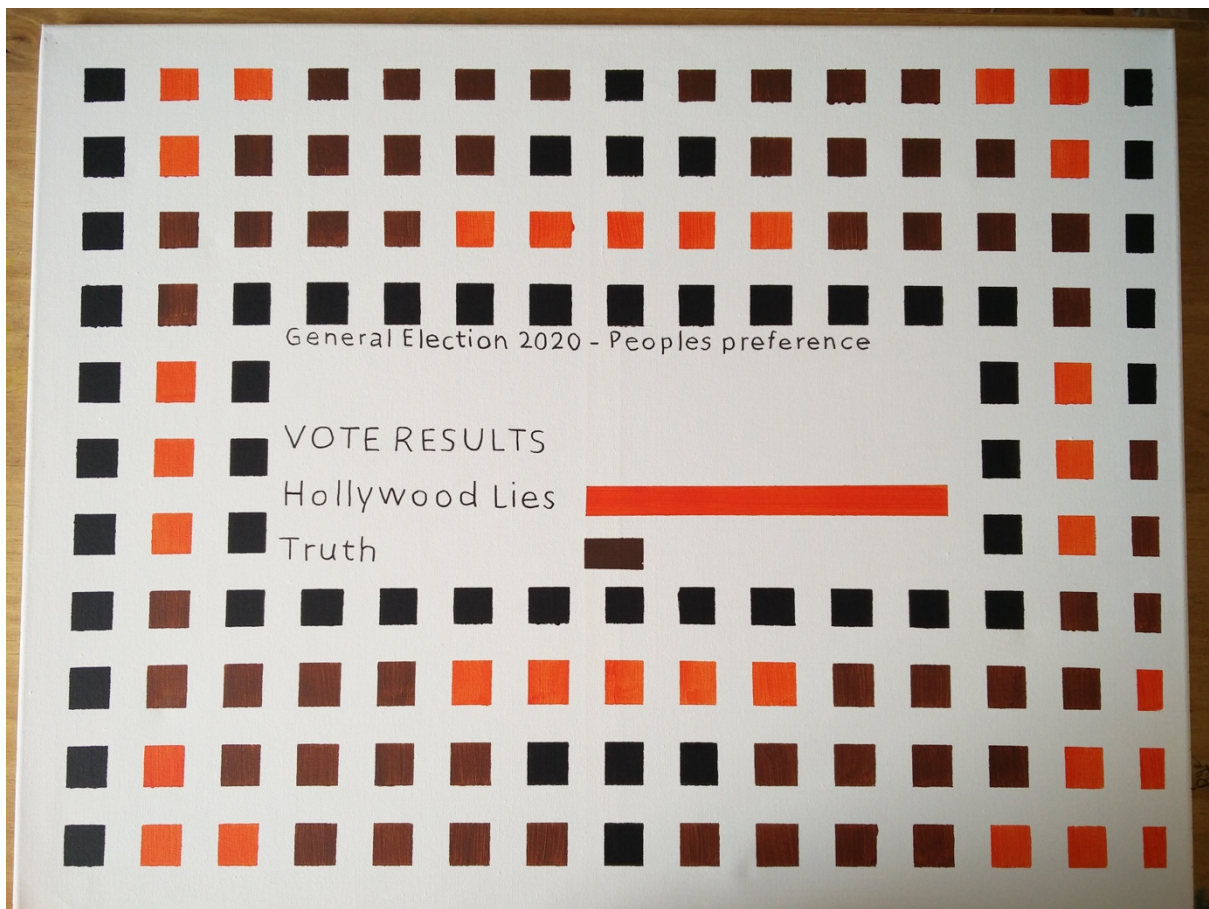 General Election 2020 - Peoples preference
VOTE RESULTS
Hollywood Lies
Truth